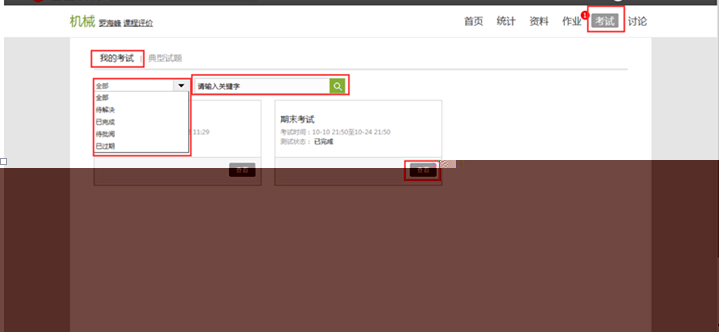 机械 罗海峰 课程评价 首页 统计 资料 作业 1 考试 讨论
我的考试 | 典型试题
全部 请输入关键字
全部
待解决
已完成
待批阅
已过期
11:29
期末考试
考试时间：10-10 21:50至10-24 21:50
测试状态： 已完成
查看 查看